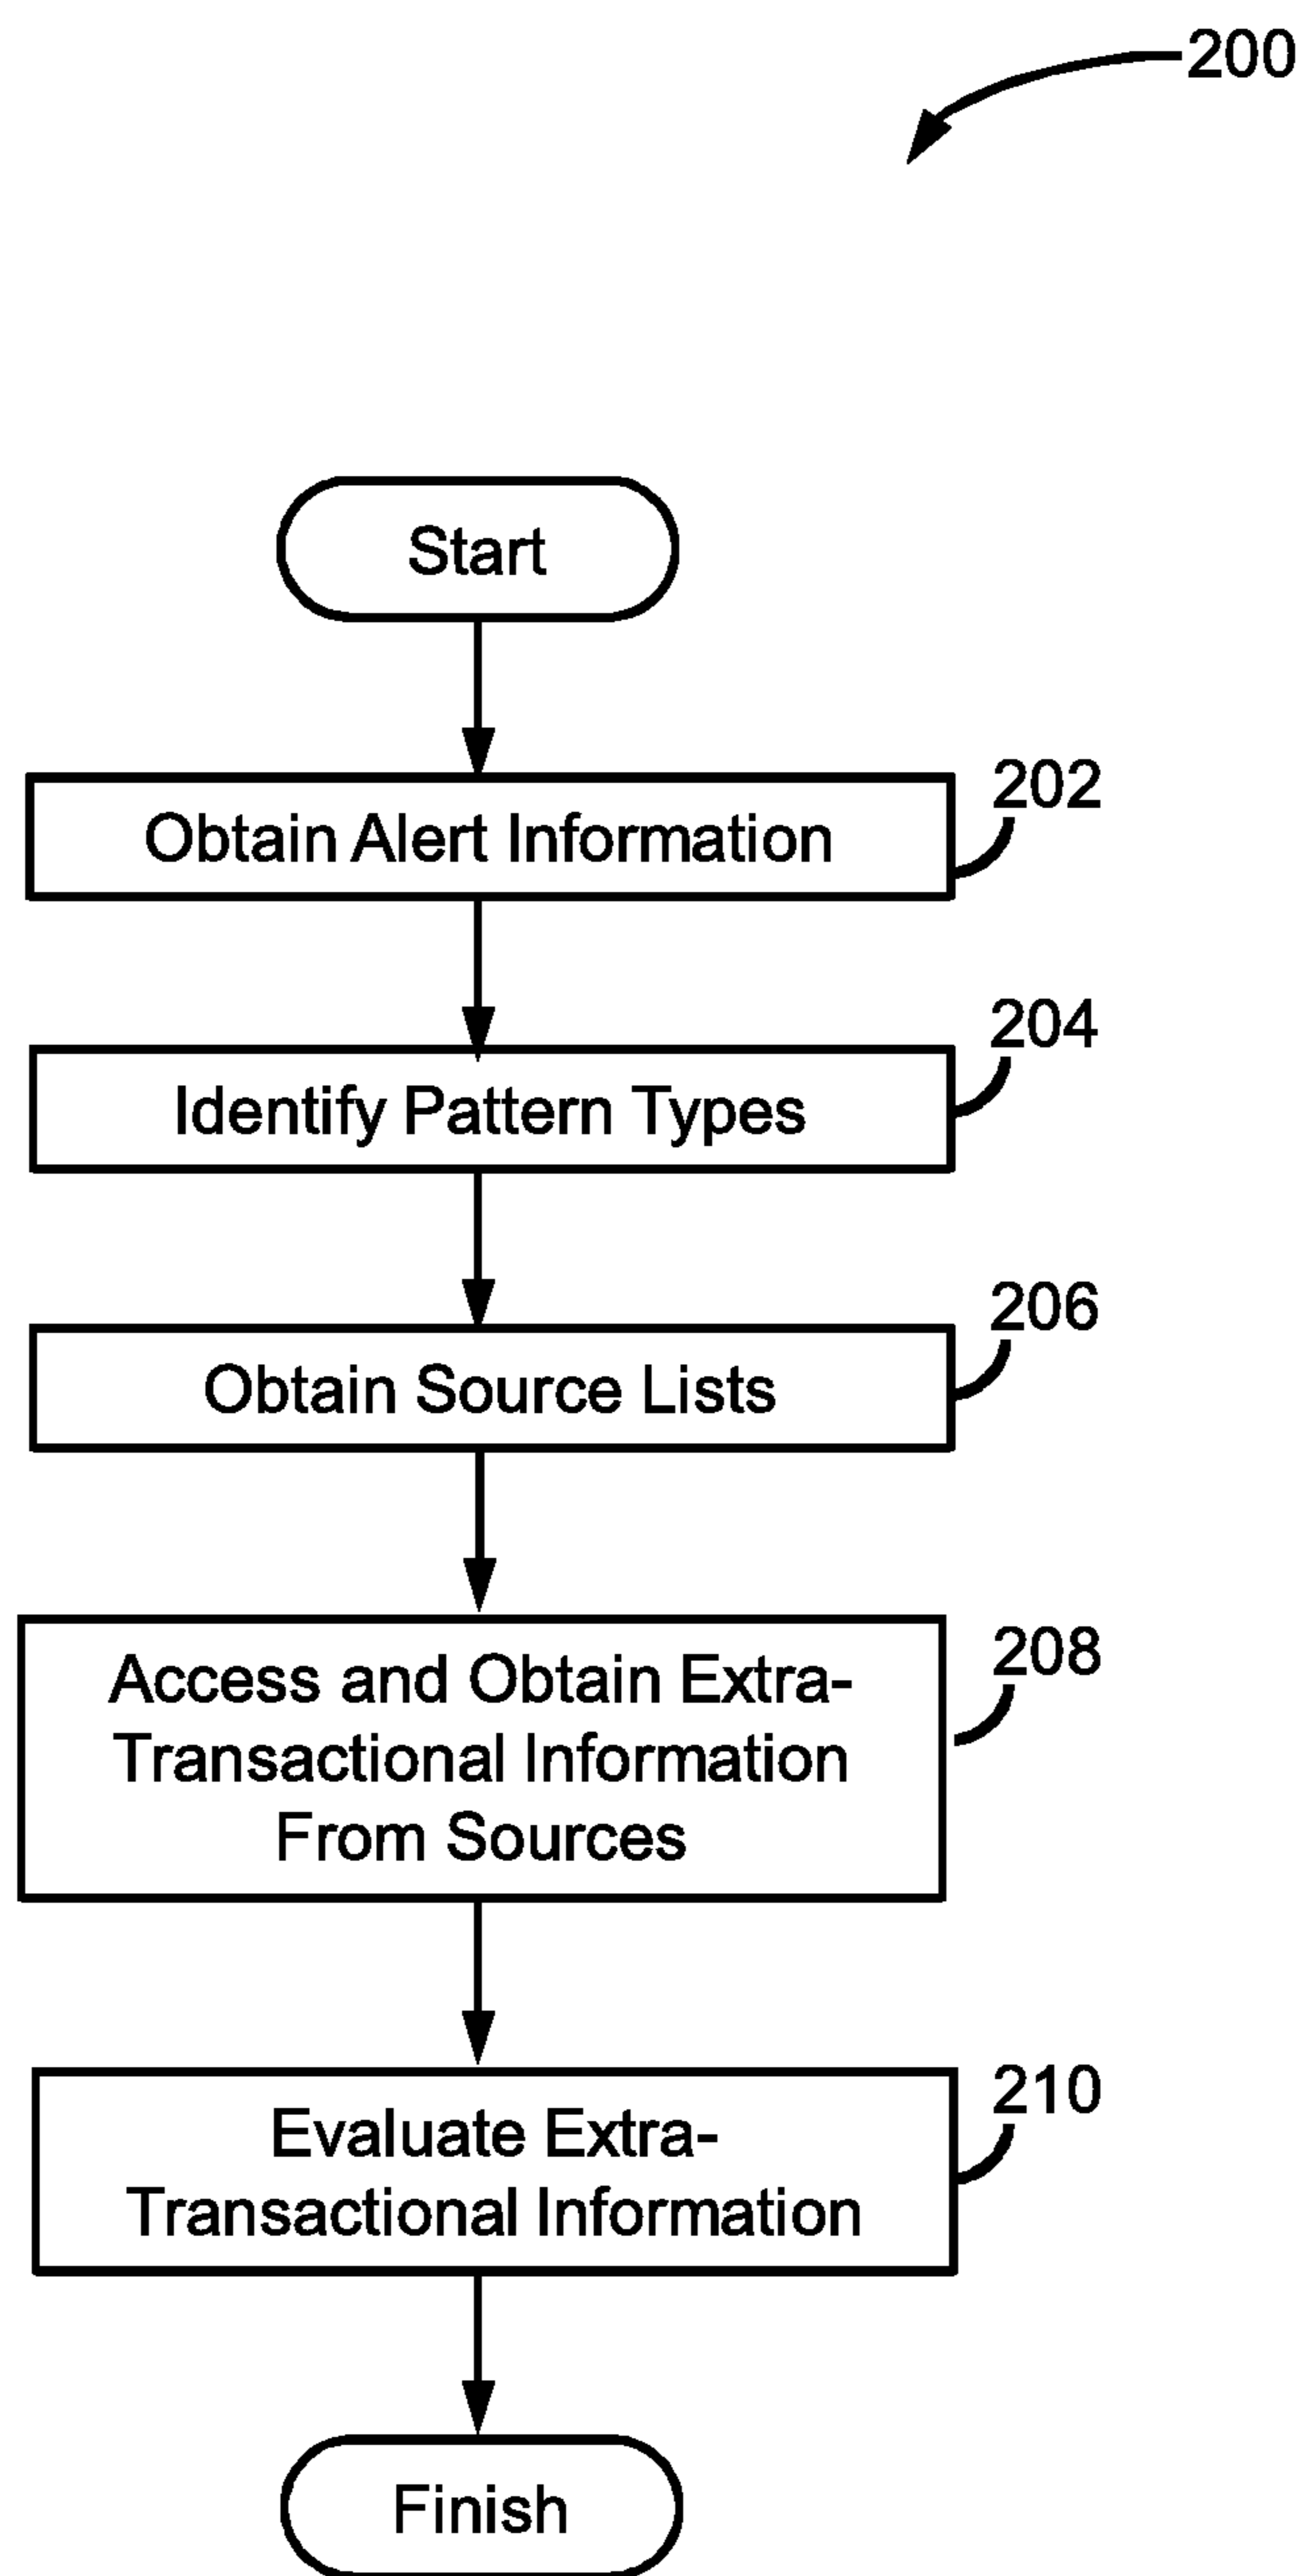 200
Start
202
Obtain Alert Information
204
Identify Pattern Types
206
Obtain Source Lists
208
Access and Obtain Extra-
Transactional Information
From Sources
210
Evaluate Extra-
Transactional Information
Finish